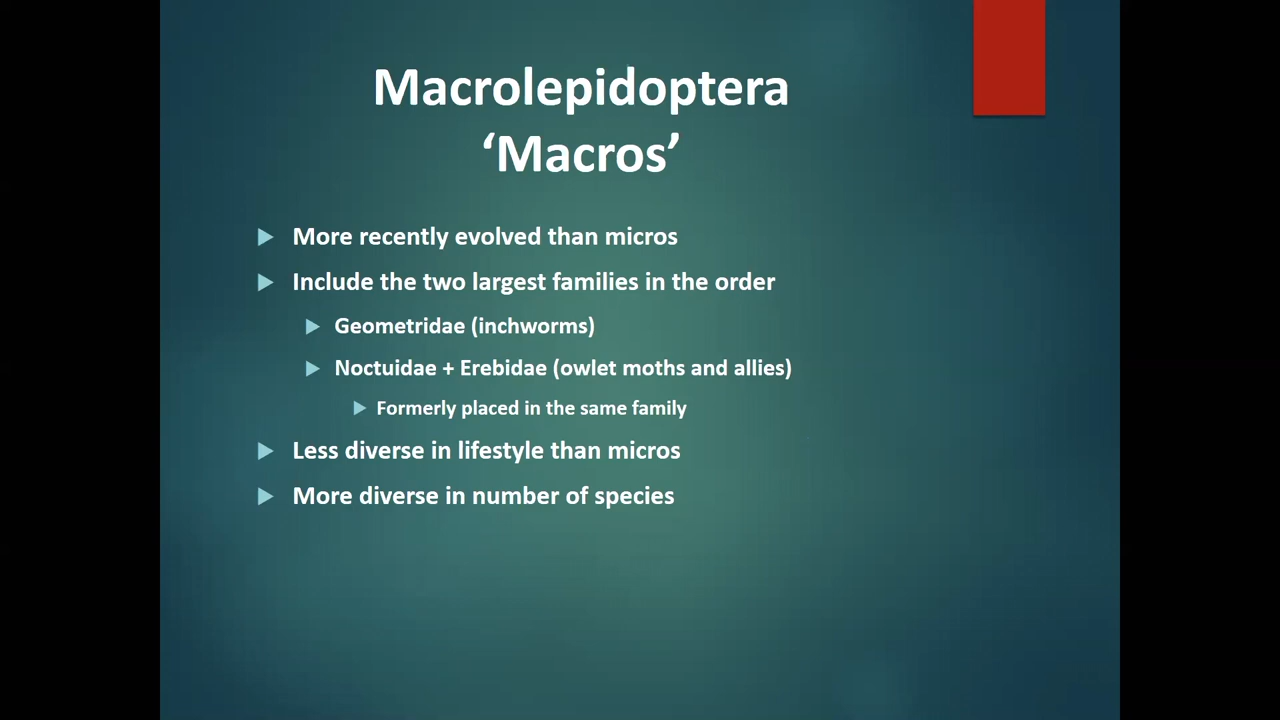 Macrolepidoptera
‘Macros’
More recently evolved than micros
Include the two largest families in the order
Geometridae (inchworms)
Noctuidae + Erebidae (owlet moths and allies)
Formerly placed in the same family
Less diverse in lifestyle than micros
More diverse in number of species